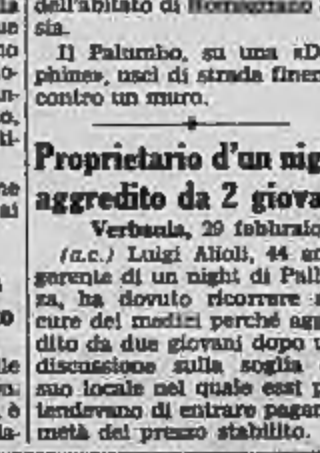 dell'abitato di
sia.
Il Palumbo, su una «D
phine», uscì di strada finen
contro un muro.
Proprietario d'un nig
aggredito da 2 giova
Verbania, 29 febbraio
(a.c.) Luigi Alioli, 44 an
gerente di un night di Pall
za, ha dovuto ricorrere a
cure dei medici perché agg
dito da due giovani dopo u
discussione sulla soglia
suo locale nel quale essi p
tendevano di entrare pagan
metà del prezzo stabilito.